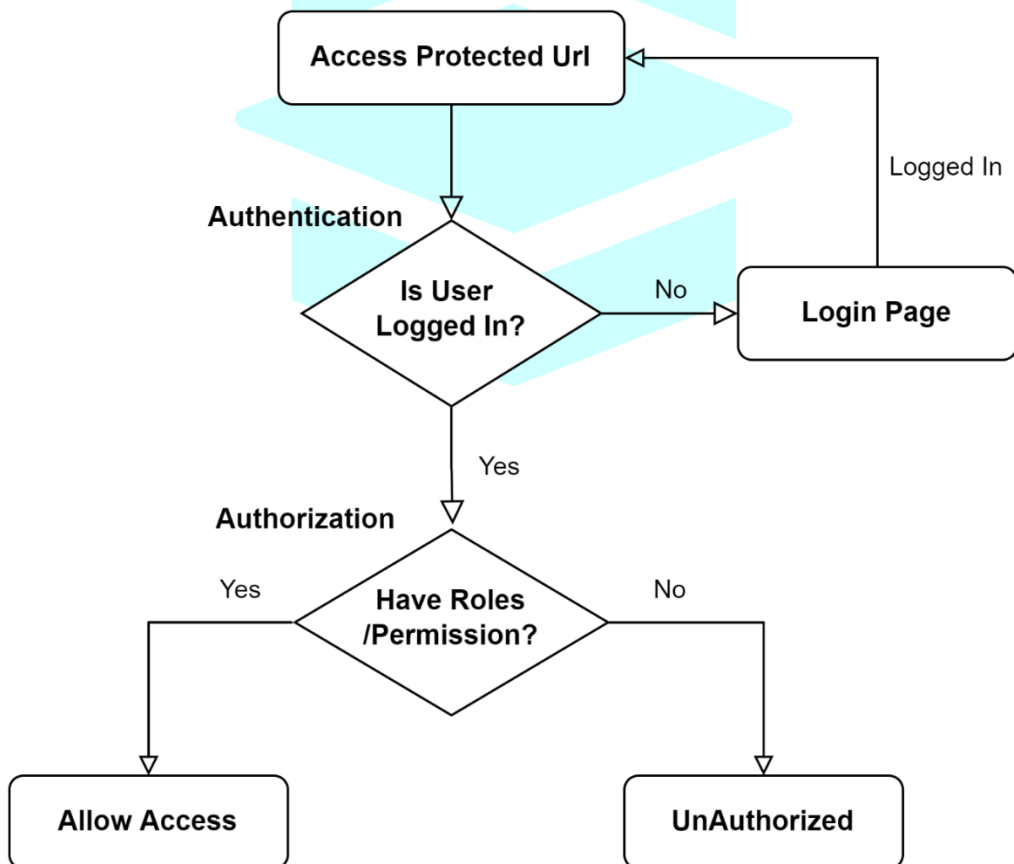 Access Protected Url
Logged In
Authentication
Is User
Logged In?
No
Login Page
Yes
Authorization
Yes
Have Roles
/Permission?
No
Allow Access
UnAuthorized